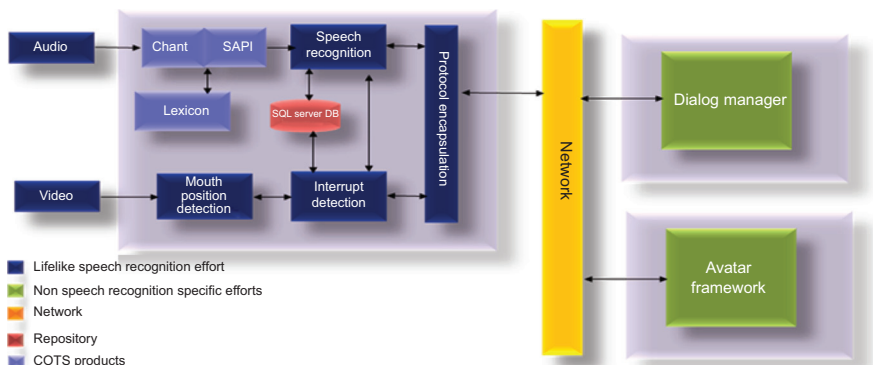 Audio
Chant
SAPI
Speech
recognition
Lexicon
SQL server DB
Protocol encapsulation
Video
Mouth
position
detection
Interrupt
detection
Network
Dialog manager
Avatar
framework
Lifelike speech recognition effort
Non speech recognition specific efforts
Network
Repository
COTS products